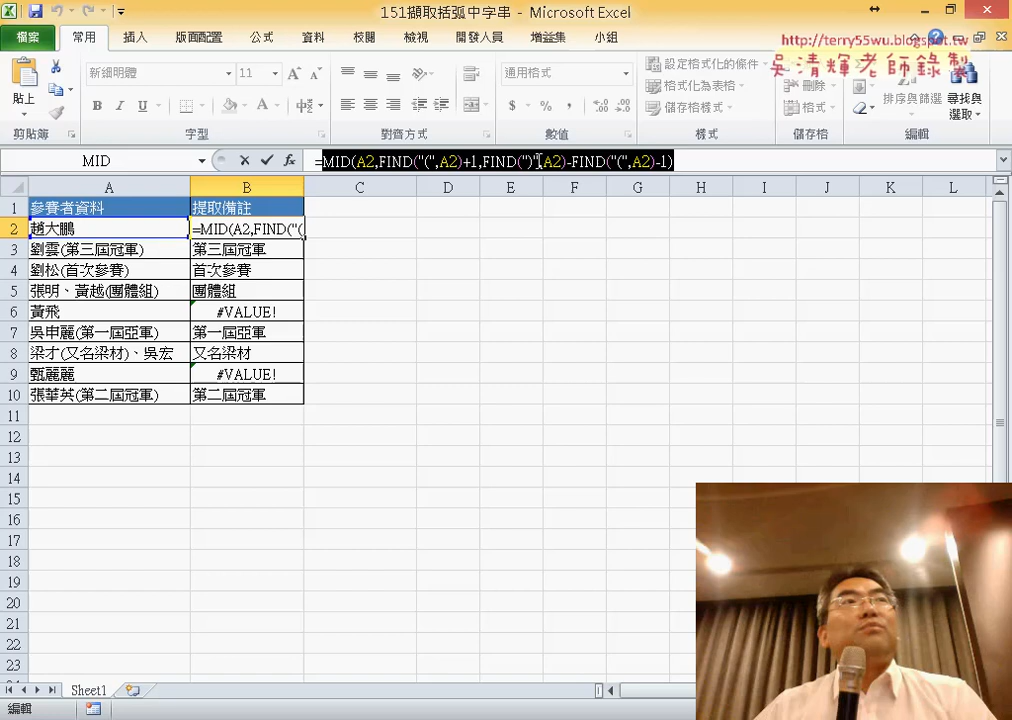 151擷取括弧中字串 - Microsoft Excel
檔案 常用 插入 版面配置 公式 資料 校閱 檢視 開發人員 增益集 小組
http://terry55wu.blogspot.tw
吳清輝老師錄製
貼上 新細明體 11 通用格式 設定格式化的條件 格式化為表格 儲存格樣式 刪除 格式 排序與篩選 尋找與選取
B I U A 中 $ % ,
剪貼簿 字型 對齊方式 數值 樣式 儲存格 編輯
MID fx =MID(A2,FIND("(",A2)+1,FIND(")",A2)-FIND("(",A2)-1)
A B C D E F G H I J K L
1 參賽者資料 提取備註
2 趙大鵬 =MID(A2,FIND("(
3 劉雲(第三屆冠軍) 第三屆冠軍
4 劉松(首次參賽) 首次參賽
5 張明、黃越(團體組) 團體組
6 黃飛 #VALUE!
7 吳申麗(第一屆亞軍) 第一屆亞軍
8 梁才(又名梁材)、吳宏 又名梁材
9 甄麗麗 #VALUE!
10 張華英(第二屆冠軍) 第二屆冠軍
11
12
13
14
15
16
17
18
19
20
21
22
23
Sheet1
編輯